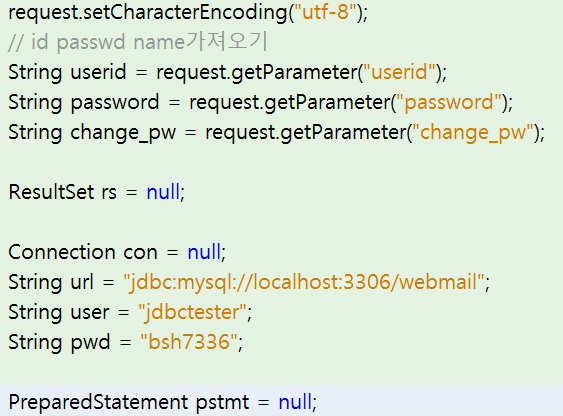 request.setCharacterEncoding("utf-8");
// id passwd name가져오기
String userid = request.getParameter("userid");
String password = request.getParameter("password");
String change_pw = request.getParameter("change_pw");
ResultSet rs = null;
Connection con = null;
String url = "jdbc:mysql://localhost:3306/webmail";
String user = "jdbctester";
String pwd = "bsh7336";
PreparedStatement pstmt = null;